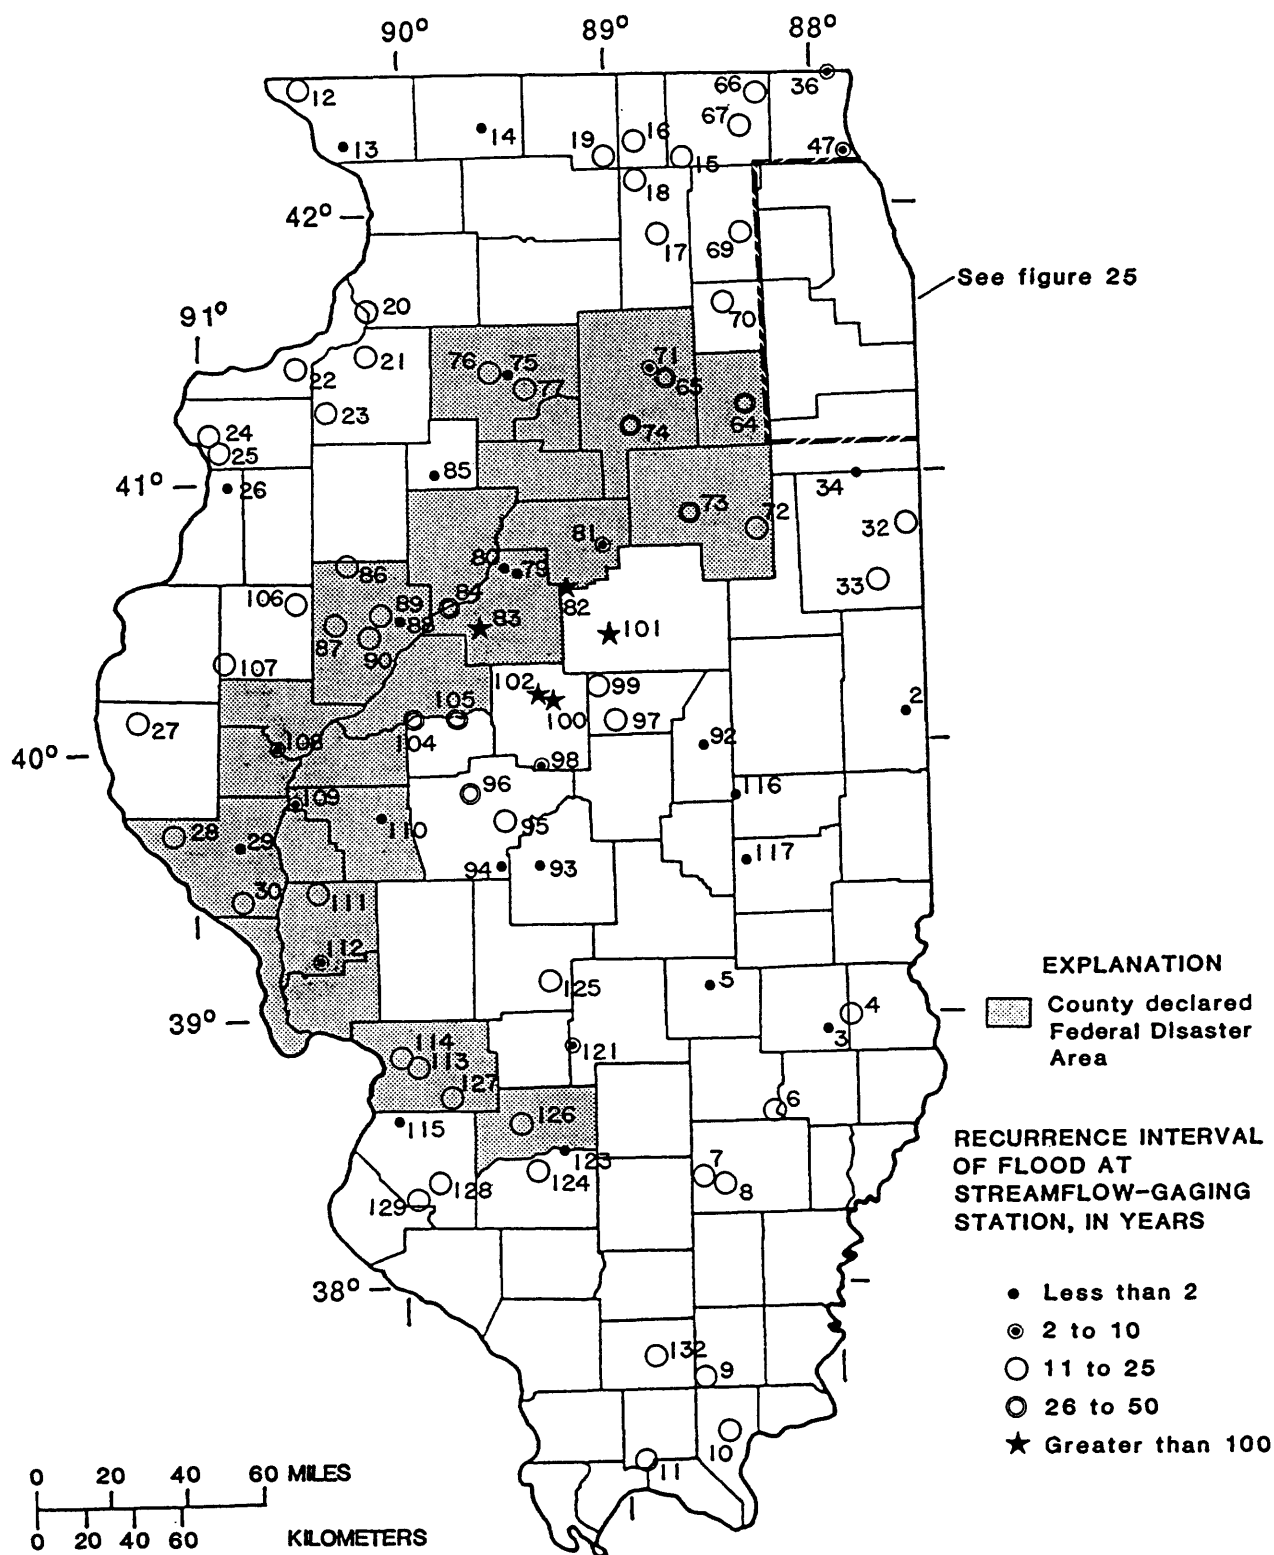 90° 89° 88°
12 66 36
13 14 19 16 67 15 47
18
42° 17 69
See figure 25
20 70
91°
21 76 75 71
22 77 65 64
23 74
24
25
85 34
41° 26 73 72 32
81
86 80 79 33
106 89 84 82
87 88 83 101
90
107 102 99 2
105 100 97
27 108 104 92
40° 98
96 116
109
28 29 110 95 117
94 93
30 111
112
125 5 4
39° 3
114 121
113
127 6
126
115 123 7
128 124 8
129
38°
132
9
10
11
EXPLANATION
County declared
Federal Disaster
Area
RECURRENCE INTERVAL
OF FLOOD AT
STREAMFLOW-GAGING
STATION, IN YEARS
Less than 2
2 to 10
11 to 25
26 to 50
Greater than 100
0 20 40 60 MILES
0 20 40 60 KILOMETERS